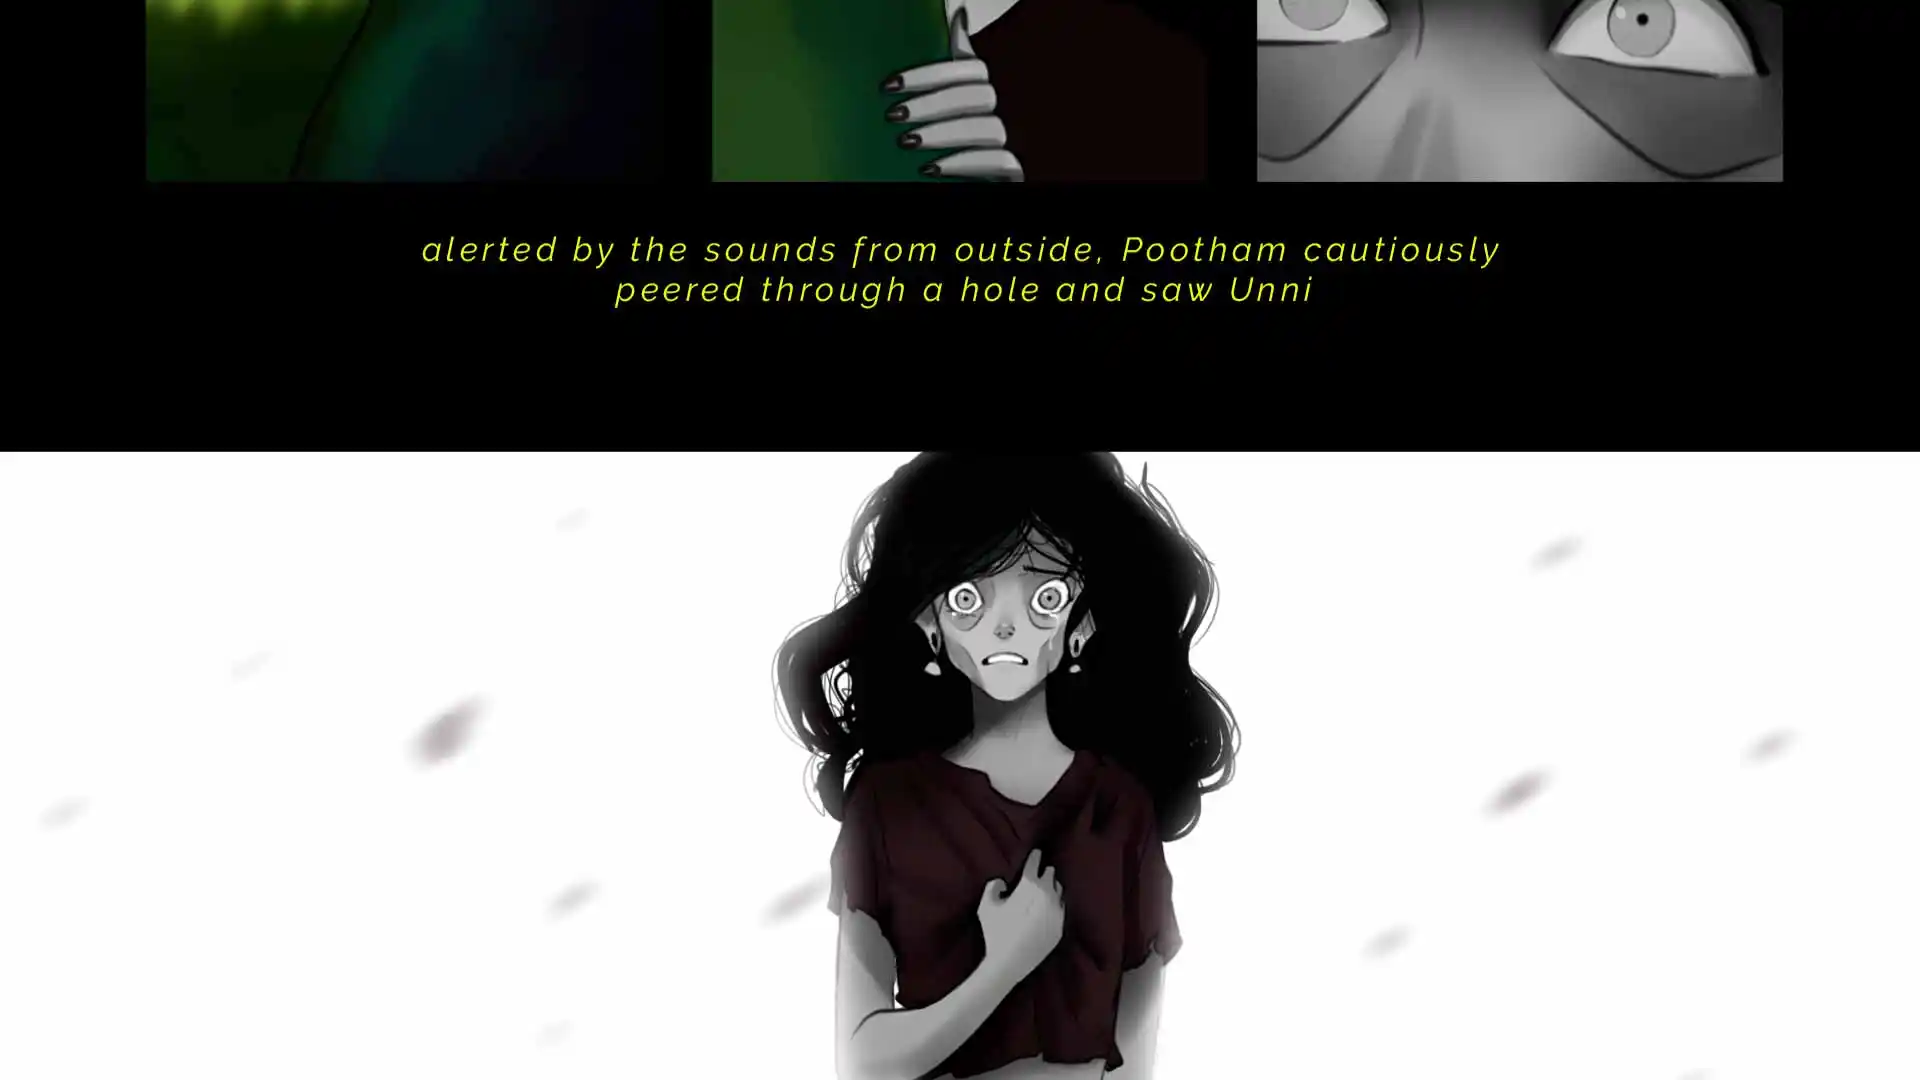 alerted by the sounds from outside, Pootham cautiously
peered through a hole and saw Unni